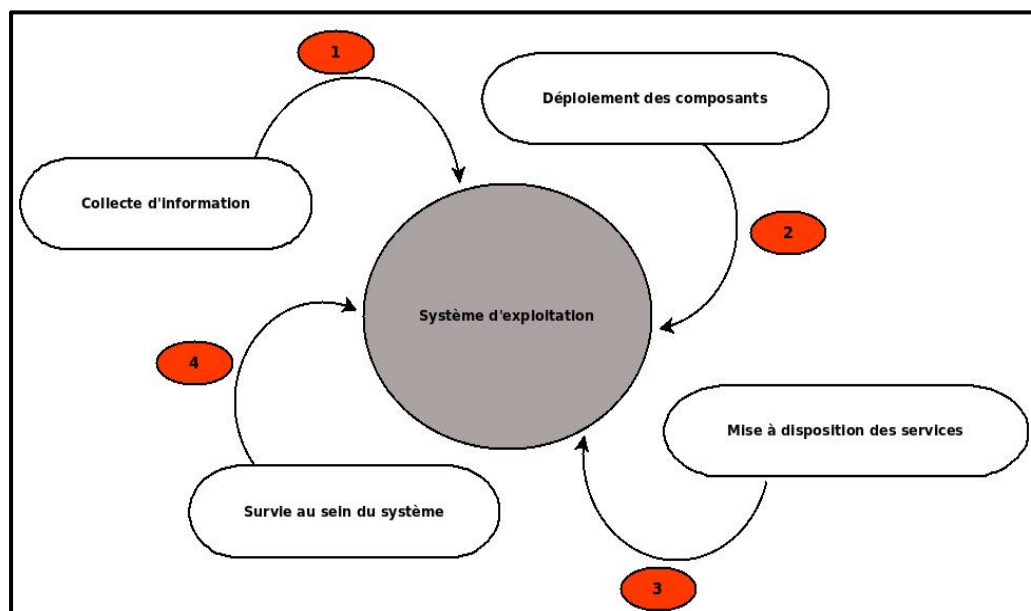 1
Déploiement des composants
Collecte d'information
2
Système d'exploitation
4
Mise à disposition des services
Survie au sein du système
3